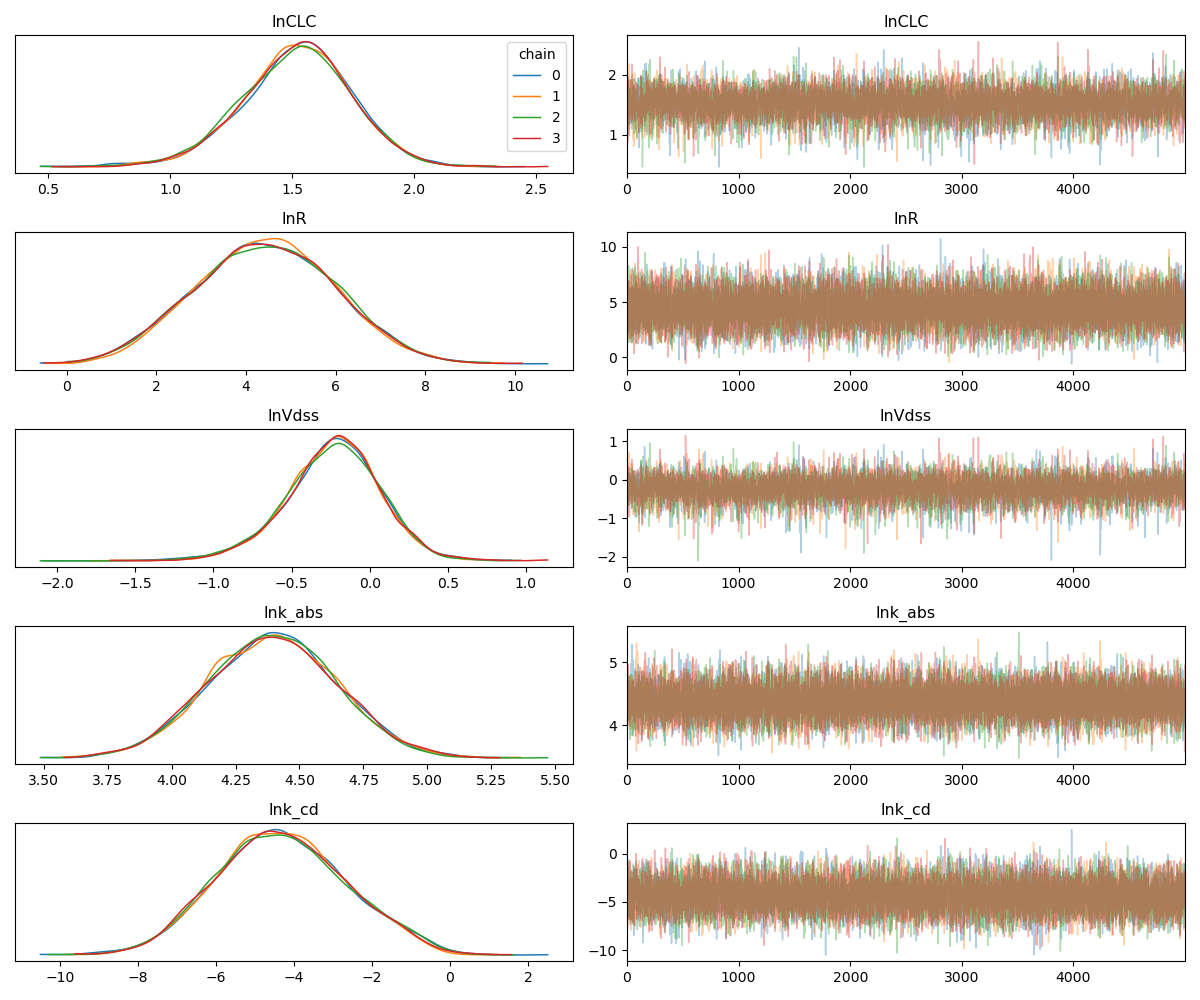 lnCLC lnCLC
chain
0
1
2
3
2
1
0.5 1.0 1.5 2.0 2.5 0 1000 2000 3000 4000
lnR lnR
10
5
0
0 2 4 6 8 10 0 1000 2000 3000 4000
lnVdss lnVdss
1
0
−1
−2
−2.0 −1.5 −1.0 −0.5 0.0 0.5 1.0 0 1000 2000 3000 4000
lnk_abs lnk_abs
5
4
3.50 3.75 4.00 4.25 4.50 4.75 5.00 5.25 5.50 0 1000 2000 3000 4000
lnk_cd lnk_cd
0
−5
−10
−10 −8 −6 −4 −2 0 2 0 1000 2000 3000 4000